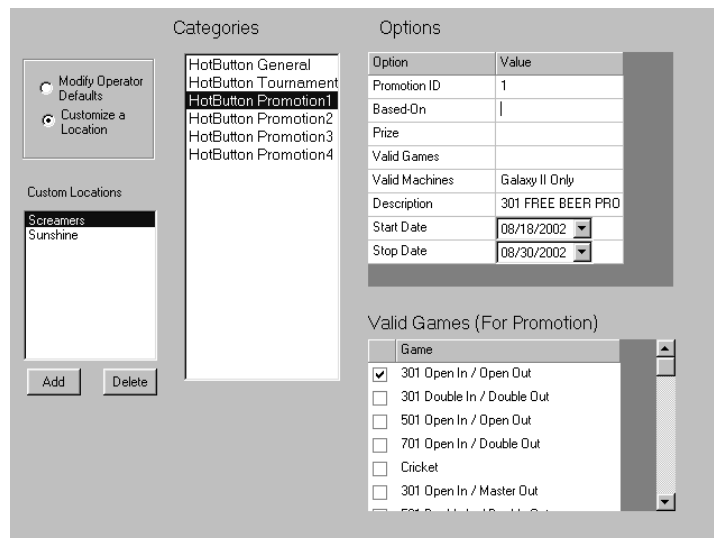 Categories
Options
Modify Operator
Defaults
Customize a
Location
Custom Locations
Screamers
Sunshine
Add
Delete
HotButton General
HotButton Tournament
HotButton Promotion1
HotButton Promotion2
HotButton Promotion3
HotButton Promotion4
Option Value
Promotion ID 1
Based-On
Prize
Valid Games
Valid Machines Galaxy II Only
Description 301 FREE BEER PRO
Start Date 08/18/2002
Stop Date 08/30/2002
Valid Games (For Promotion)
Game
301 Open In / Open Out
301 Double In / Double Out
501 Open In / Open Out
701 Open In / Double Out
Cricket
301 Open In / Master Out